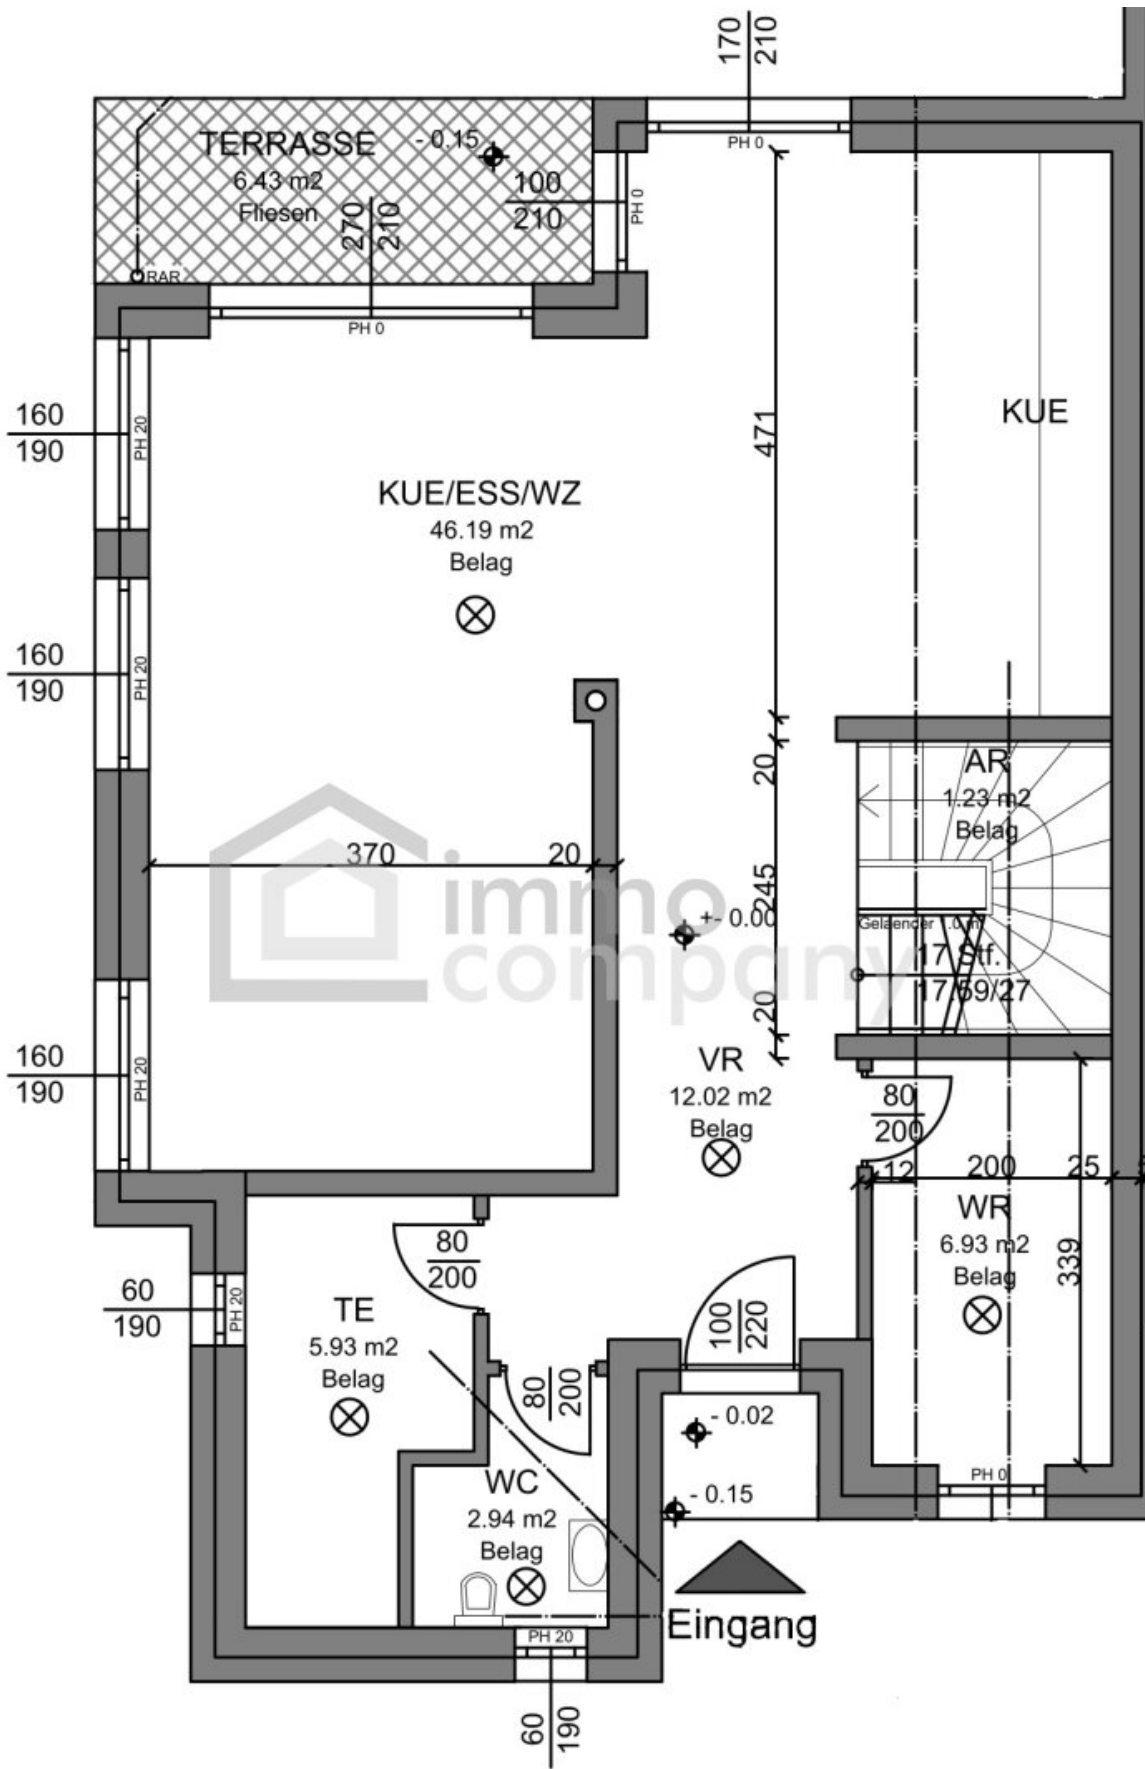 170
210
TERRASSE
- 0.15
6.43 m2
Fliesen
100
210
270
210
PH 0
PH 0
PH 0
RAR
160
190
PH 20
KUE
471
KUE/ESS/WZ
46.19 m2
Belag
160
190
PH 20
AR
1.23 m2
Belag
20
370
20
245
immo
company
+- 0.00
Gelaender
17 Stf.
17.59/27
20
160
190
PH 20
VR
12.02 m2
Belag
80
200
12
200
25
WR
6.93 m2
Belag
339
80
200
60
190
PH 20
TE
5.93 m2
Belag
100
220
80
200
- 0.02
- 0.15
PH 0
WC
2.94 m2
Belag
PH 20
Eingang
60
190